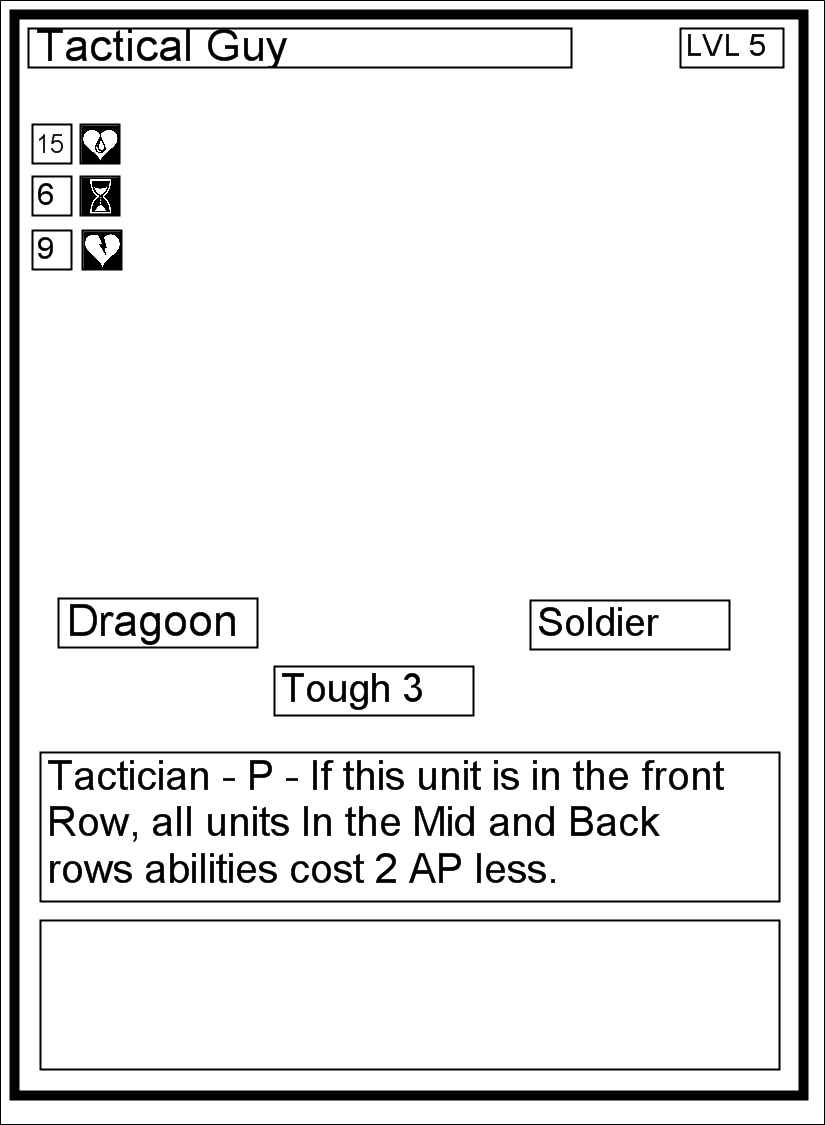 Tactical Guy
LVL 5
15
6
9
Dragoon
Soldier
Tough 3
Tactician - P - If this unit is in the front
Row, all units In the Mid and Back
rows abilities cost 2 AP less.